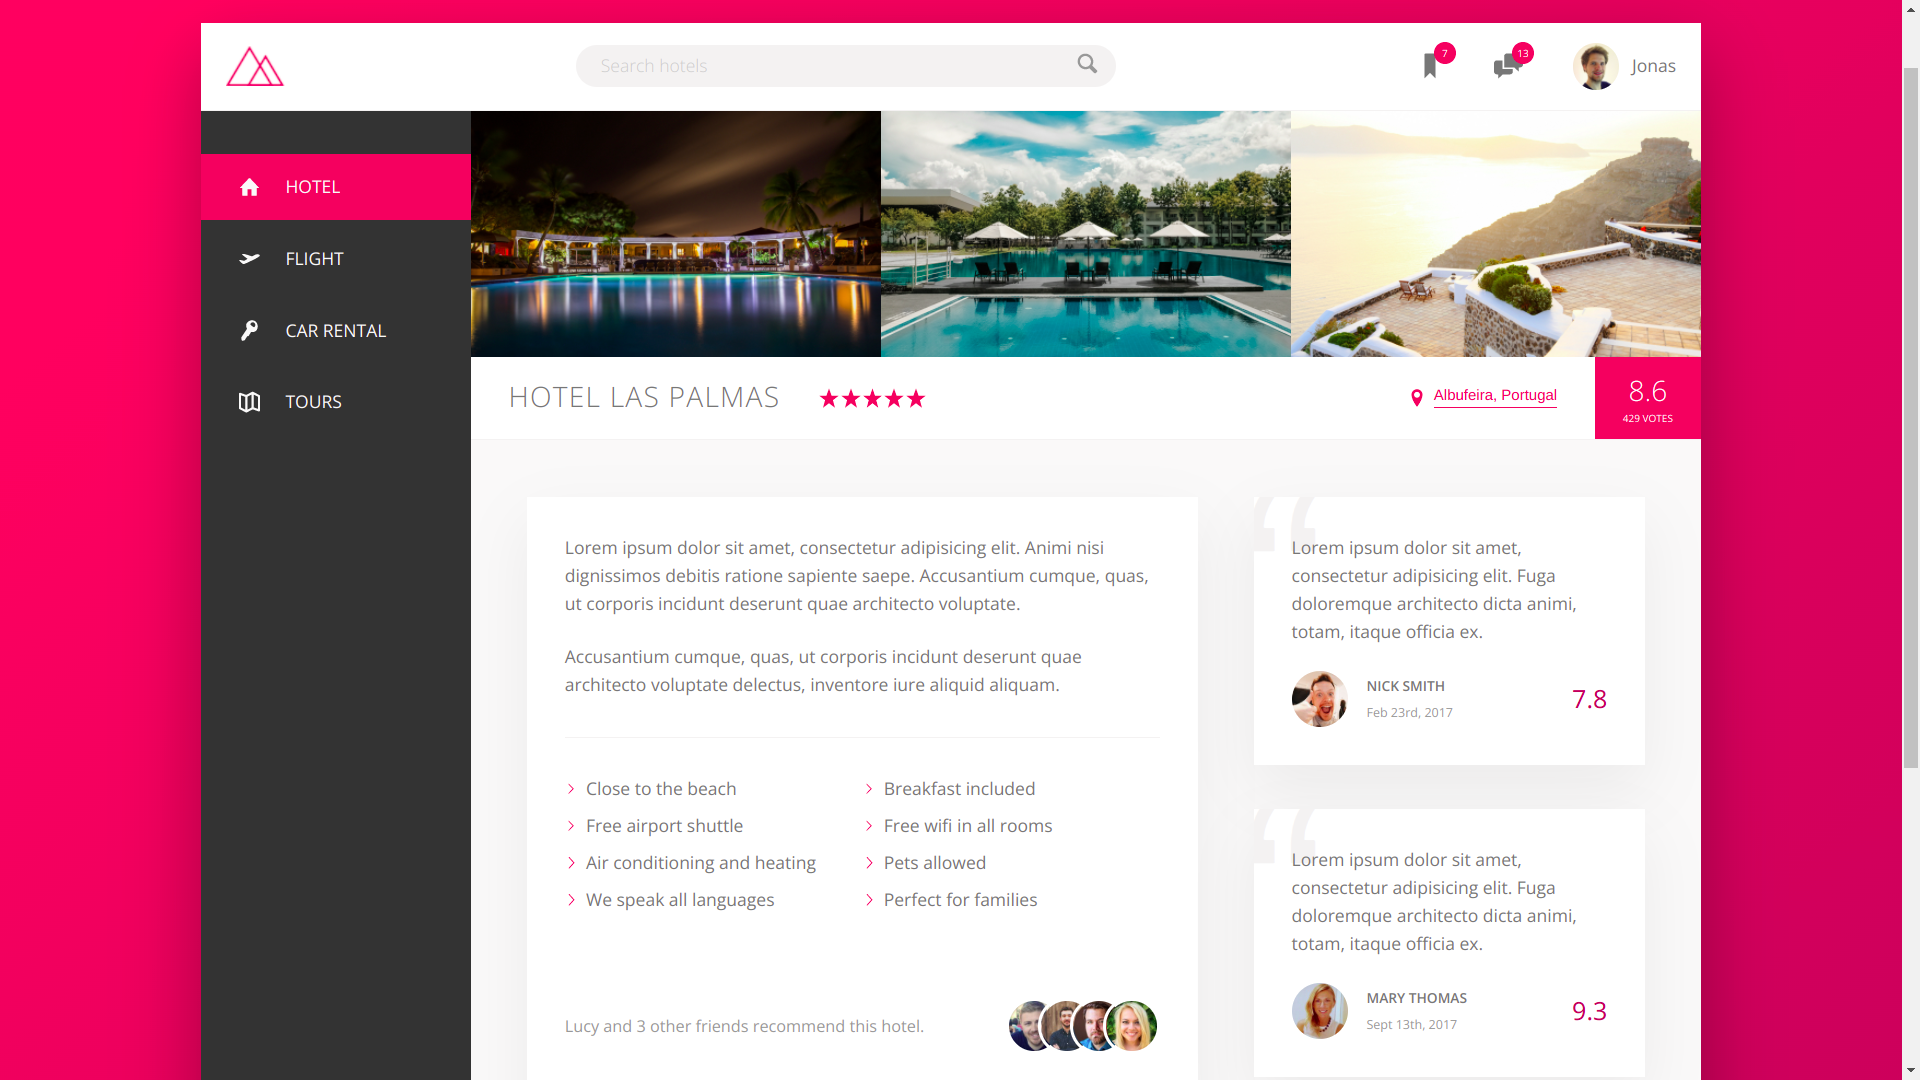 Search hotels
7
13
Jonas
HOTEL
FLIGHT
CAR RENTAL
TOURS
HOTEL LAS PALMAS
Albufeira, Portugal
8.6
429 VOTES
Lorem ipsum dolor sit amet, consectetur adipisicing elit. Animi nisi
dignissimos debitis ratione sapiente saepe. Accusantium cumque, quas,
ut corporis incidunt deserunt quae architecto voluptate.
Accusantium cumque, quas, ut corporis incidunt deserunt quae
architecto voluptate delectus, inventore iure aliquid aliquam.
Close to the beach
Free airport shuttle
Air conditioning and heating
We speak all languages
Breakfast included
Free wifi in all rooms
Pets allowed
Perfect for families
Lucy and 3 other friends recommend this hotel.
“
Lorem ipsum dolor sit amet,
consectetur adipisicing elit. Fuga
doloremque architecto dicta animi,
totam, itaque officia ex.
NICK SMITH
Feb 23rd, 2017
7.8
“
Lorem ipsum dolor sit amet,
consectetur adipisicing elit. Fuga
doloremque architecto dicta animi,
totam, itaque officia ex.
MARY THOMAS
Sept 13th, 2017
9.3